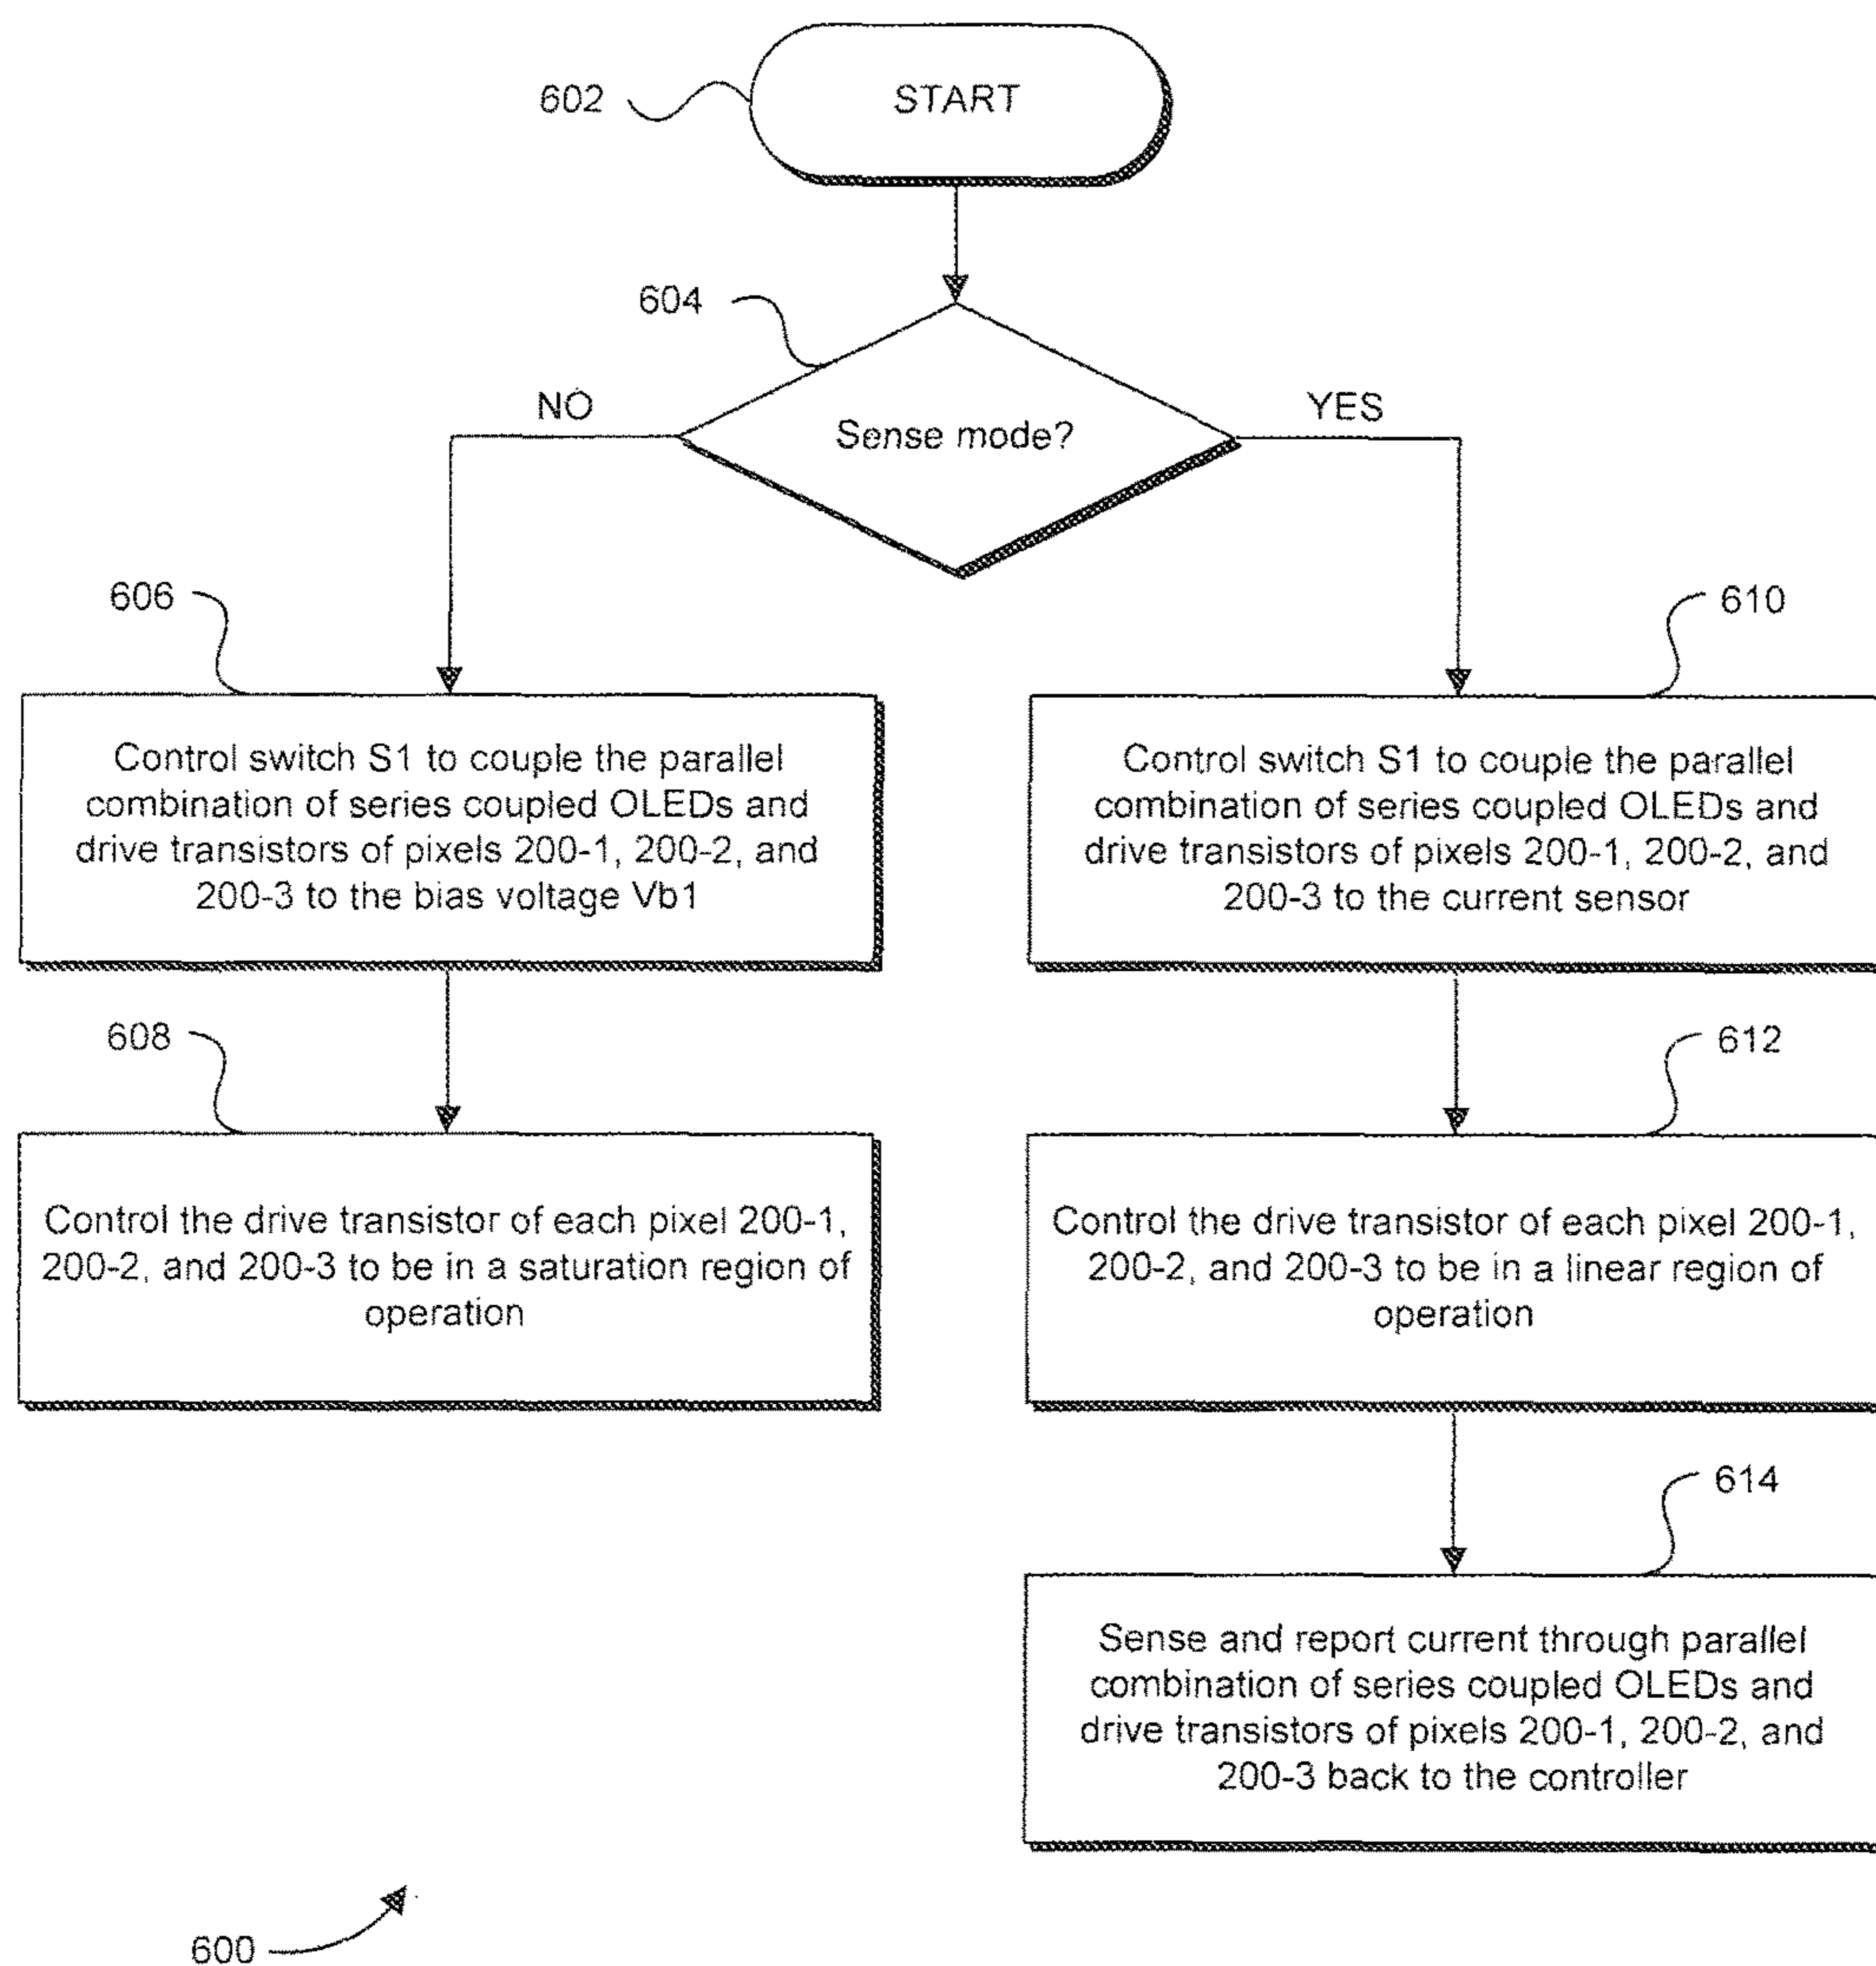 602
START
604
NO
YES
Sense mode?
606
610
Control switch S1 to couple the parallel
combination of series coupled OLEDs and
drive transistors of pixels 200-1, 200-2, and
200-3 to the bias voltage Vb1
Control switch S1 to couple the parallel
combination of series coupled OLEDs and
drive transistors of pixels 200-1, 200-2, and
200-3 to the current sensor
608
612
Control the drive transistor of each pixel 200-1,
200-2, and 200-3 to be in a saturation region of
operation
Control the drive transistor of each pixel 200-1,
200-2, and 200-3 to be in a linear region of
operation
614
Sense and report current through parallel
combination of series coupled OLEDs and
drive transistors of pixels 200-1, 200-2, and
200-3 back to the controller
600